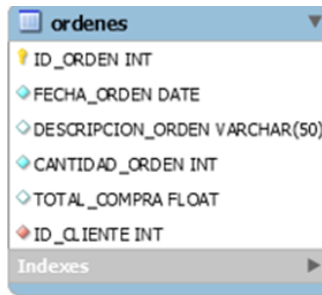 ordenes
ID_ORDEN INT
FECHA_ORDEN DATE
DESCRIPCION_ORDEN VARCHAR(50)
CANTIDAD_ORDEN INT
TOTAL_COMPRA FLOAT
ID_CLIENTE INT
Indexes